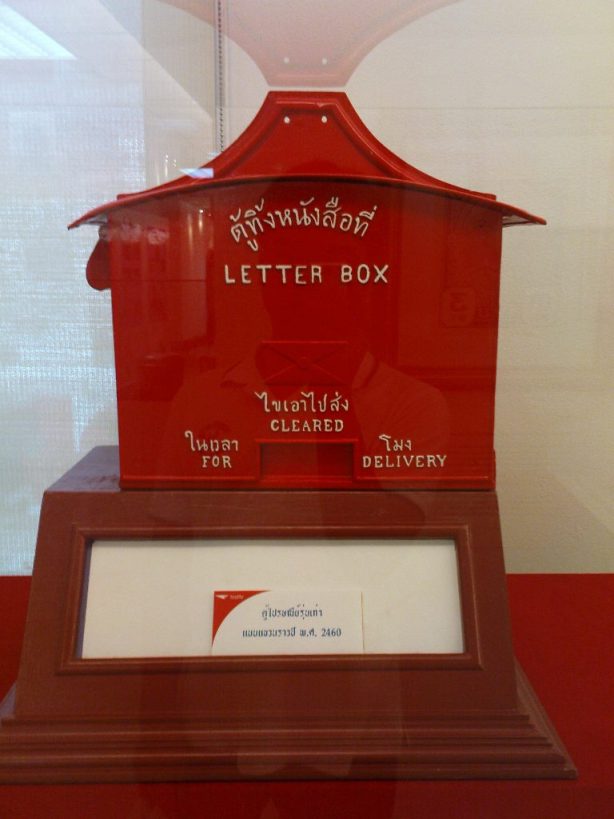 ตู้ทิ้งหนังสือที่
LETTER BOX
ไขเอาไปส่ง
CLEARED
ในเวลา
FOR
โมง
DELIVERY
ตู้ไปรษณีย์รุ่นเก่า
แบบแขวนราวปี พ.ศ. 2460